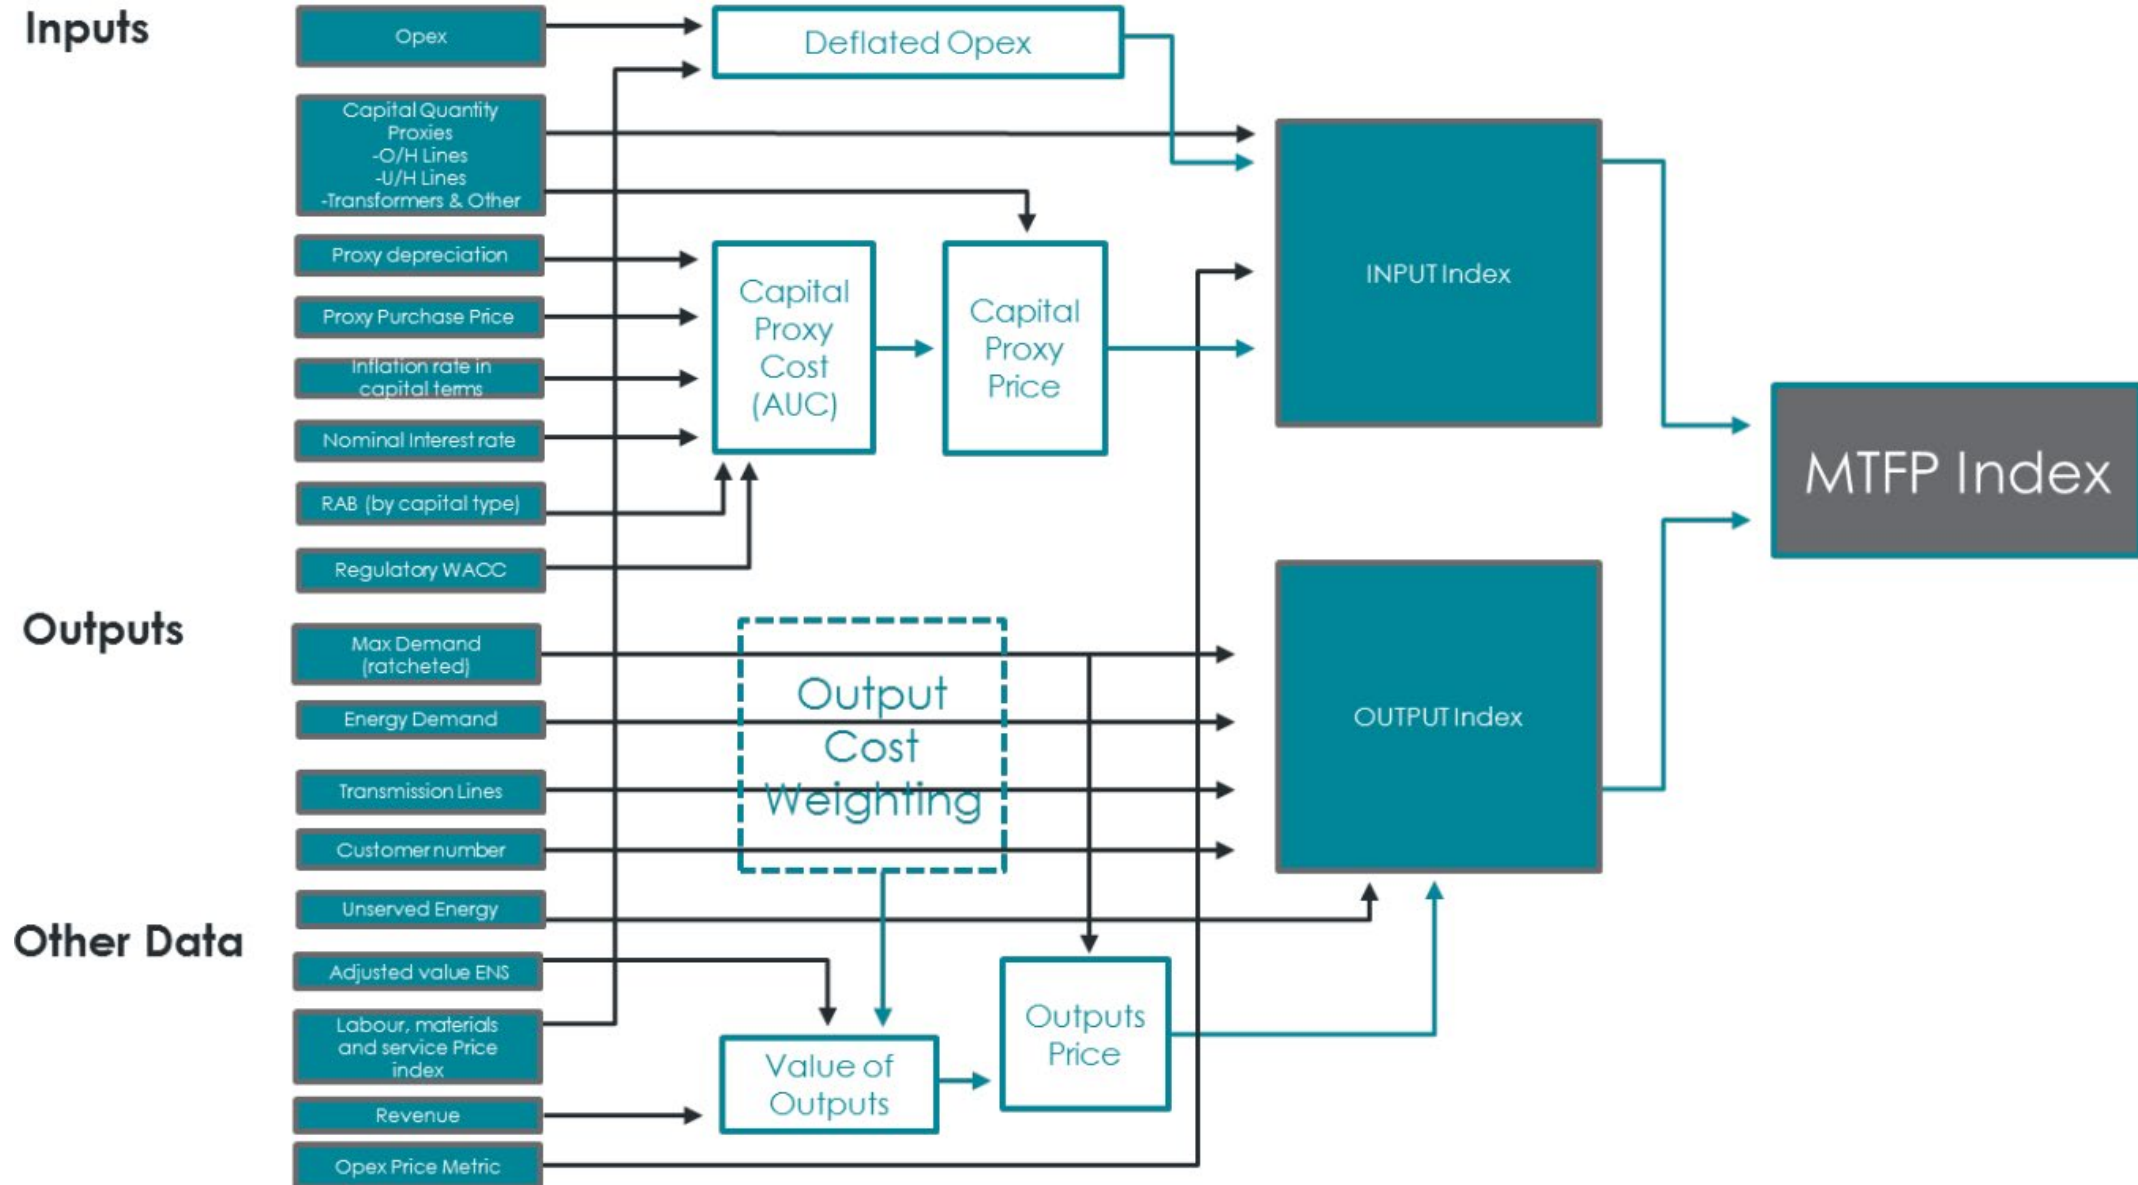 Inputs
Opex
Capital Quantity
Proxies
-O/H Lines
-U/H Lines
-Transformers & Other
Proxy depreciation
Proxy Purchase Price
Inflation rate in
capital terms
Nominal Interest rate
RAB (by capital type)
Regulatory WACC
Outputs
Max Demand
(ratcheted)
Energy Demand
Transmission Lines
Customer number
Unserved Energy
Other Data
Adjusted value ENS
Labour, materials
and service Price
index
Revenue
Opex Price Metric
Deflated Opex
Capital
Proxy
Cost
(AUC)
Capital
Proxy
Price
Output
Cost
Weighting
Value of
Outputs
Outputs
Price
INPUT Index
OUTPUT Index
MTFP Index